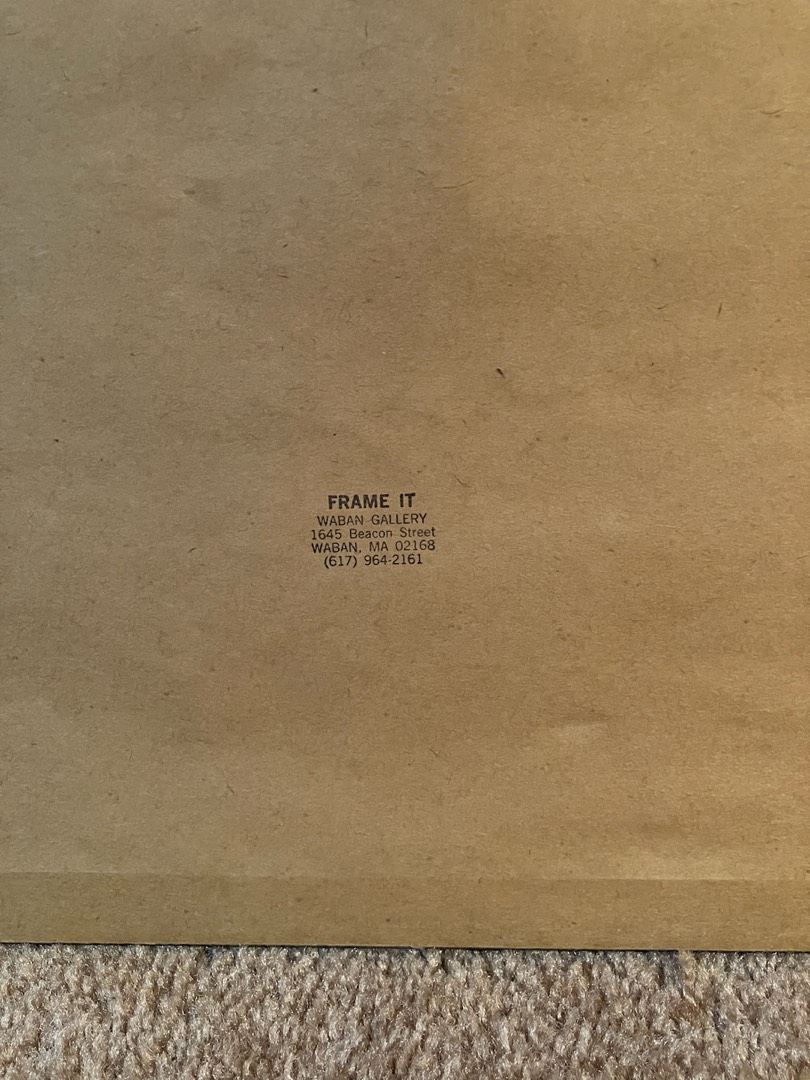 FRAME IT
WABAN GALLERY
1645 Beacon Street
WABAN, MA 02168
(617) 964-2161